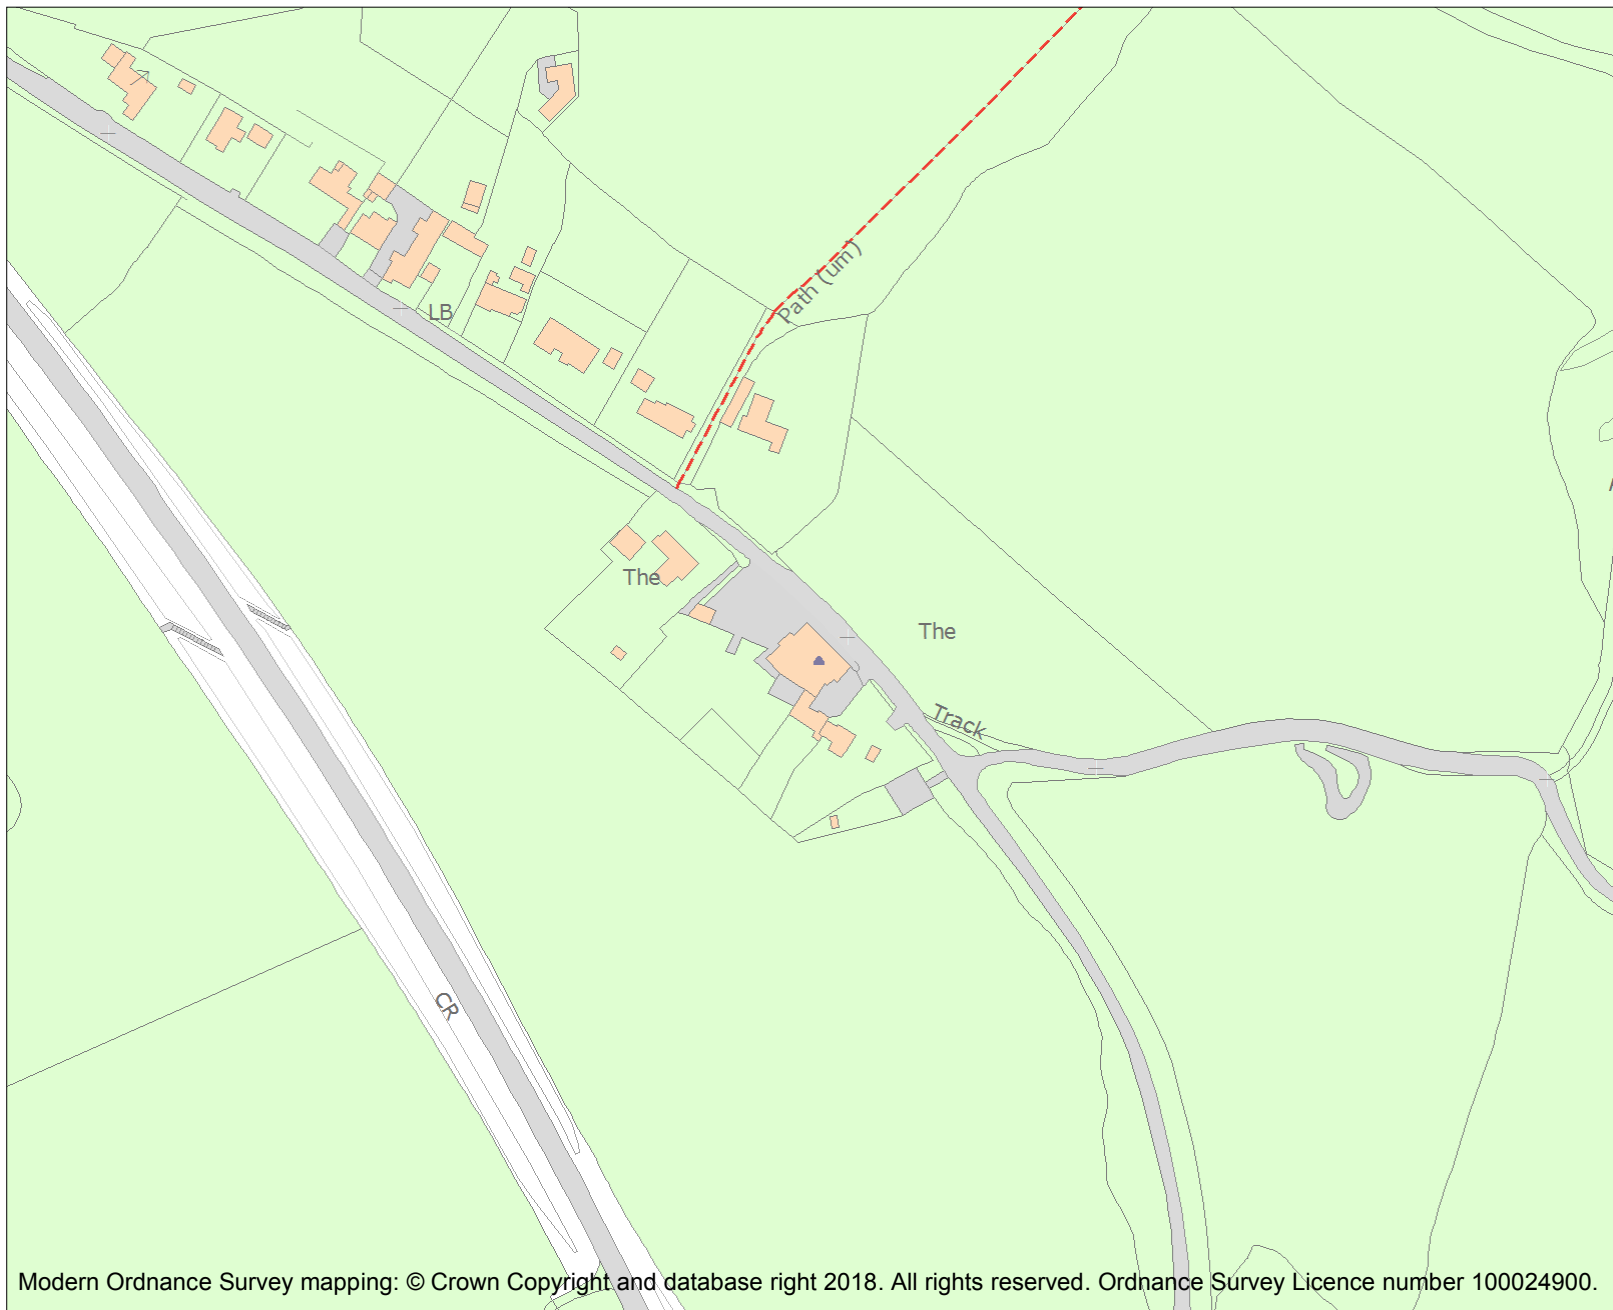 Path (um)
LB
The
The
Track
CR
Modern Ordnance Survey mapping: © Crown Copyright and database right 2018. All rights reserved. Ordnance Survey Licence number 100024900.